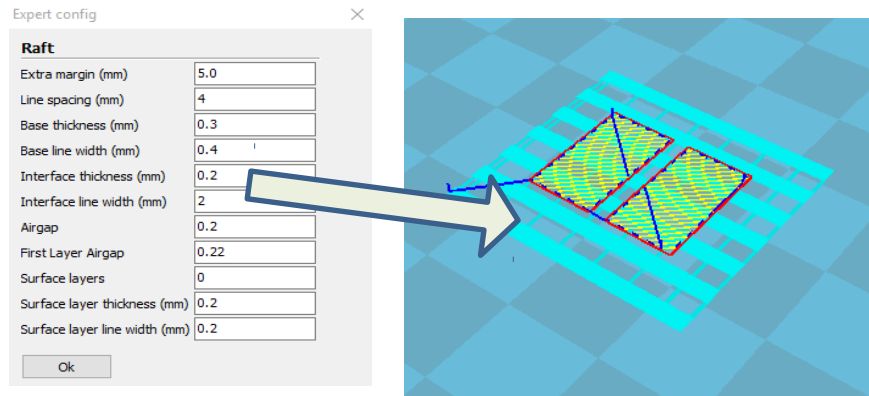 Expert config
Raft
Extra margin (mm) 5.0
Line spacing (mm) 4
Base thickness (mm) 0.3
Base line width (mm) 0.4
Interface thickness (mm) 0.2
Interface line width (mm) 2
Airgap 0.2
First Layer Airgap 0.22
Surface layers 0
Surface layer thickness (mm) 0.2
Surface layer line width (mm) 0.2
Ok